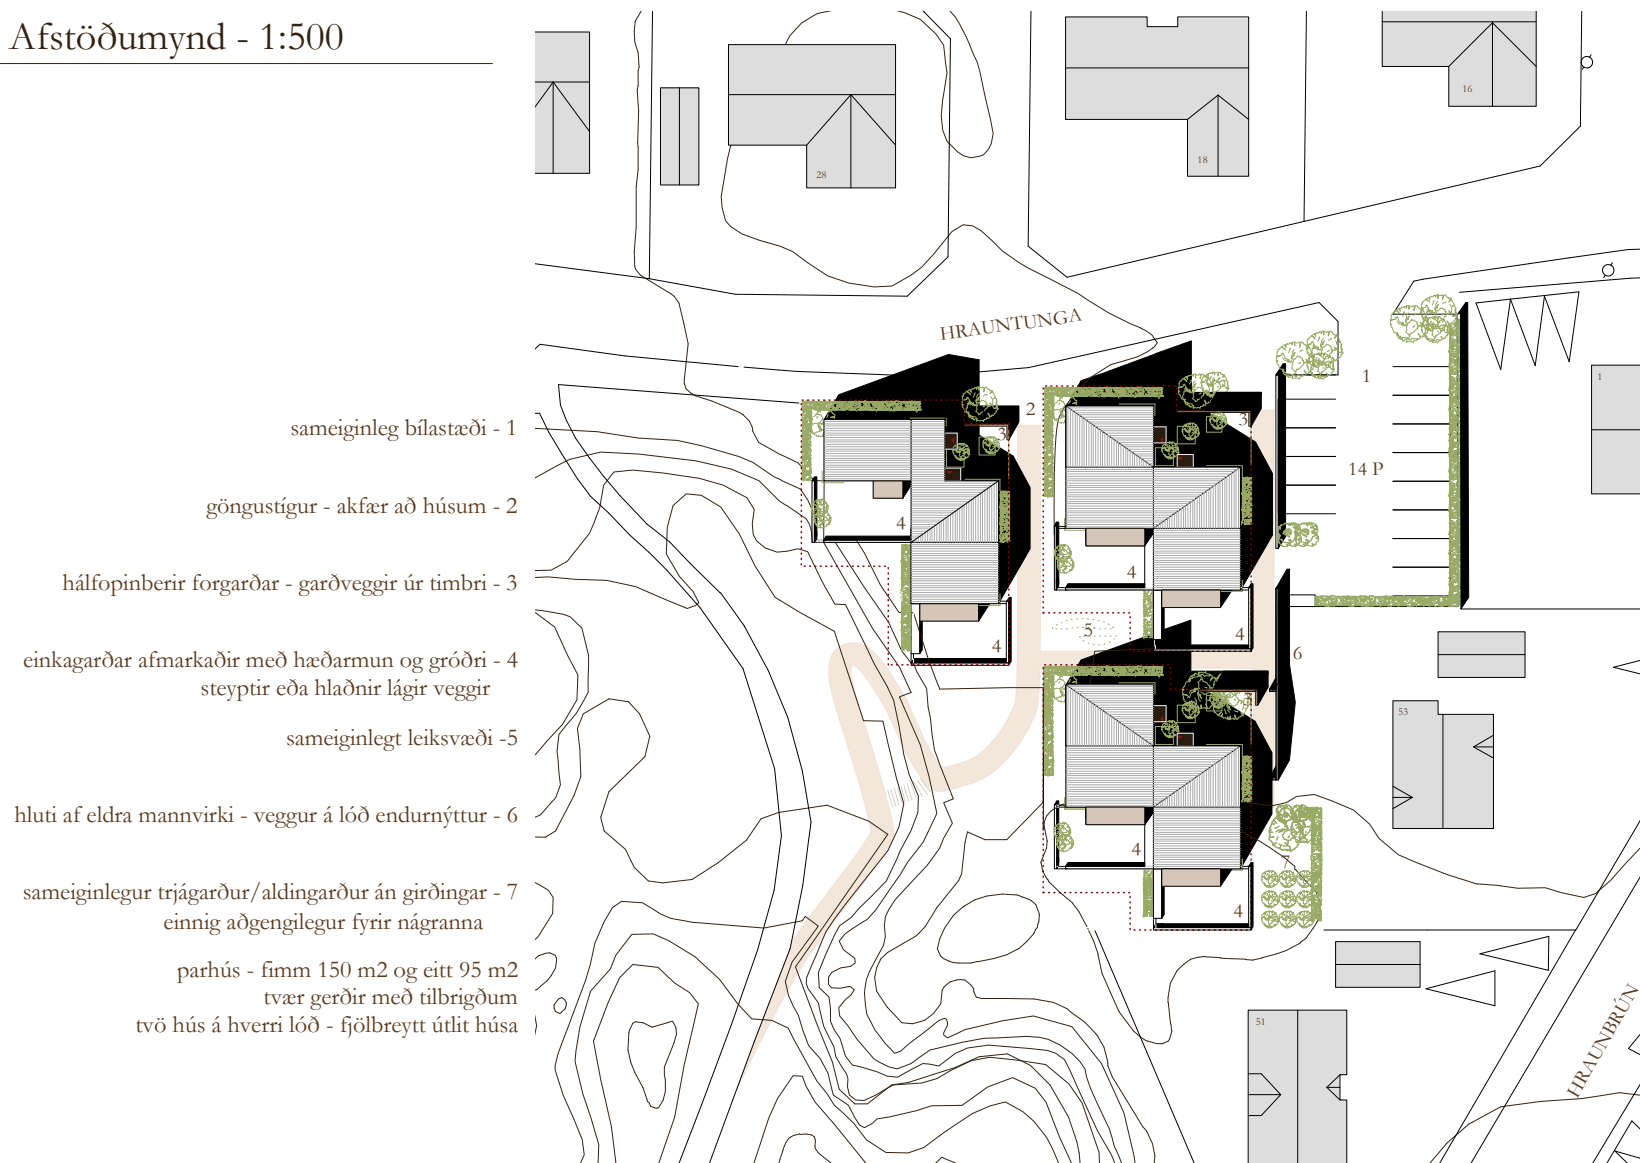 Afstöðumynd - 1:500
sameiginleg bílastæði - 1
göngustígur - akfær að húsum - 2
hálfopinberir forgarðar - garðveggir úr timbri - 3
einkagarðar afmarkaðir með hæðarmun og gróðri - 4
steyptir eða hlaðnir lágir veggir
sameiginlegt leiksvæði -5
hluti af eldra mannvirki - veggur á lóð endurnýttur - 6
sameiginlegur trjágarður/aldingarður án girðingar - 7
einnig aðgengilegur fyrir nágranna
parhús - fimm 150 m2 og eitt 95 m2
tvær gerðir með tilbrigðum
tvö hús á hverri lóð - fjölbreytt útlit húsa
16
18
28
HRAUNTUNGA
1
1
2
3
3
14 P
4
4
5
4
4
6
3
53
4
7
4
51
HRAUNBRÚN